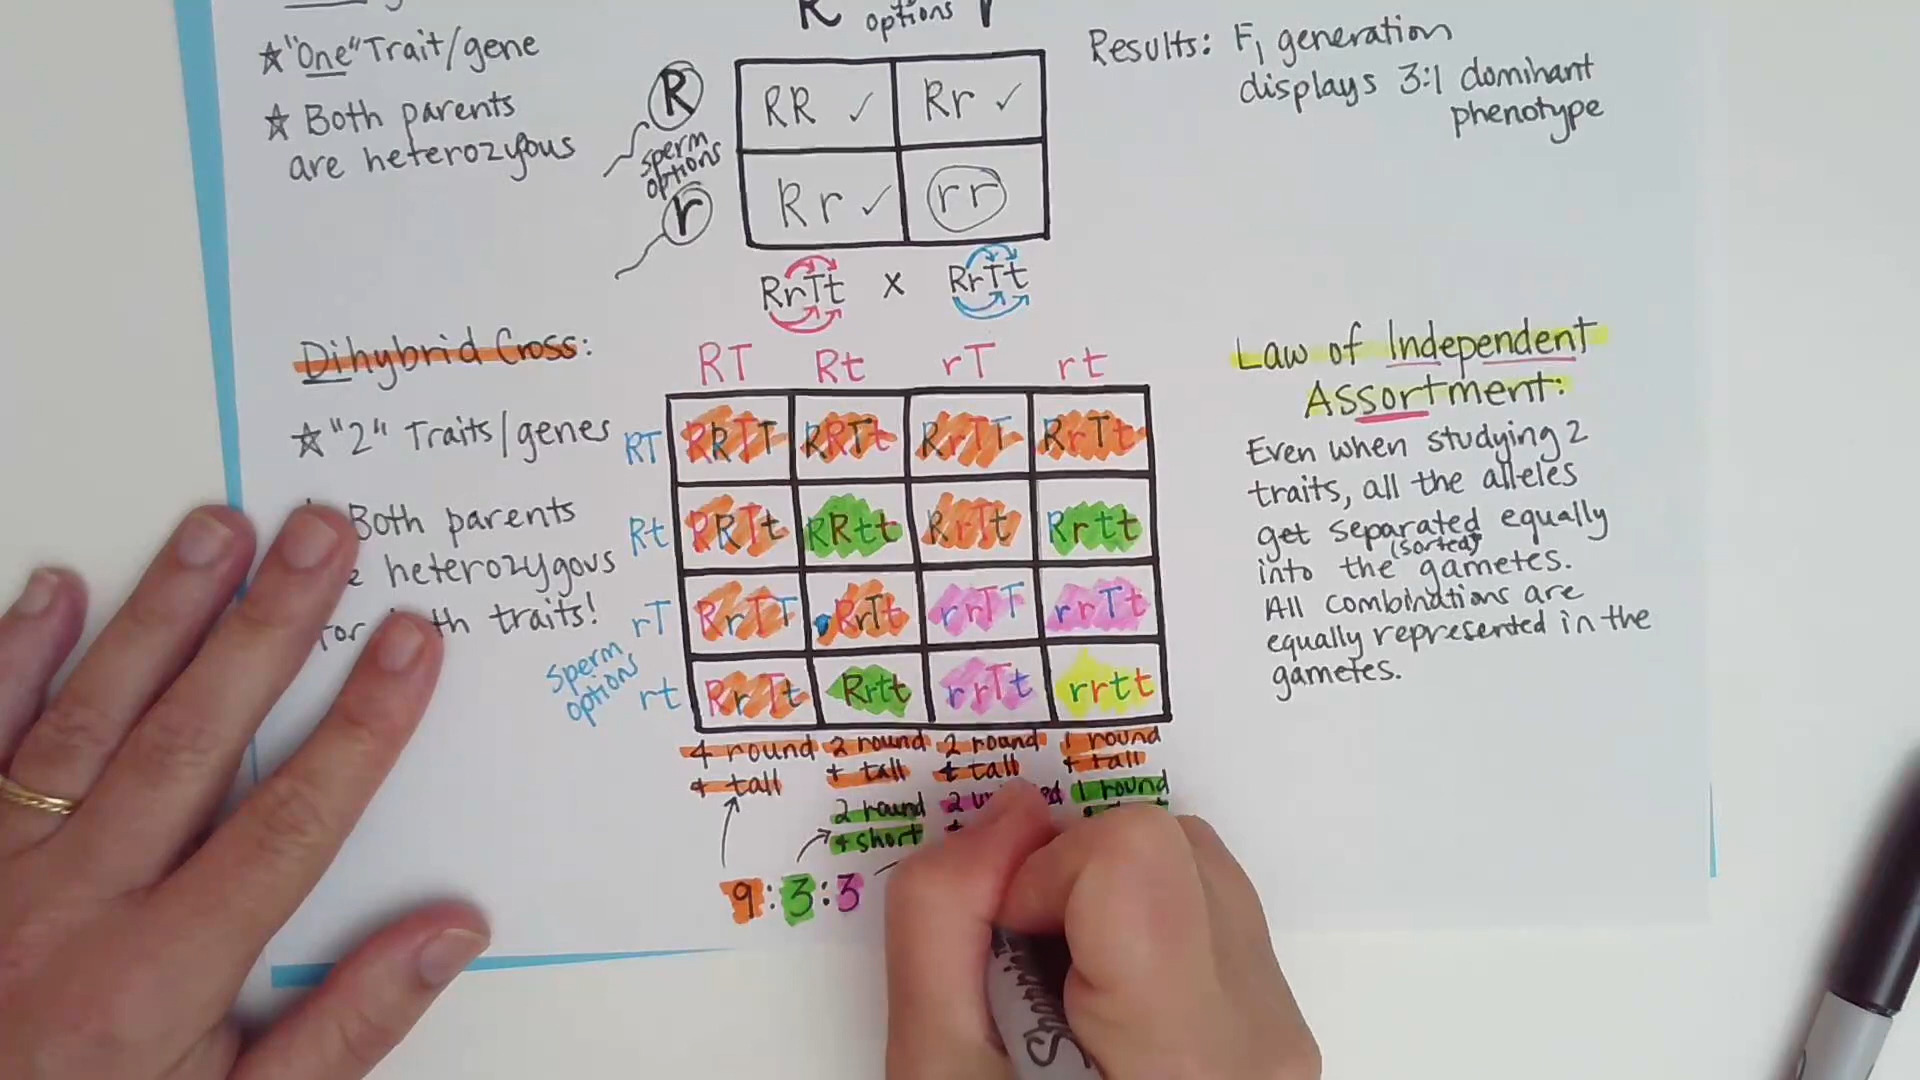 R options
☆"One" Trait/gene
☆ Both parents
are heterozyous
R
sperm
options
r
RR ✓ Rr ✓
Rr ✓ rr
Results: F₁ generation
displays 3:1 dominant
phenotype
RrTt x RrTt
Dihybrid Cross:
☆"2" Traits/genes
Both parents
heterozygous
traits!
RT Rt rT rt
RT RRTT RRTt RrTT RrTt
Rt RRTt RRtt RrTt Rrtt
rT RrTT RrTt rrTT rrTt
rt RrTt Rrtt rrTt rrtt
sperm
options
4 round 2 round 2 round 1 round
+ tall + tall + tall + tall
2 round 2 1 round
+ short +
9:3:3
Law of Independent
Assortment:
Even when studying 2
traits, all the alleles
get separated equally
(sorted)
into the gametes.
All combinations are
equally represented in the
gametes.
Sharpie